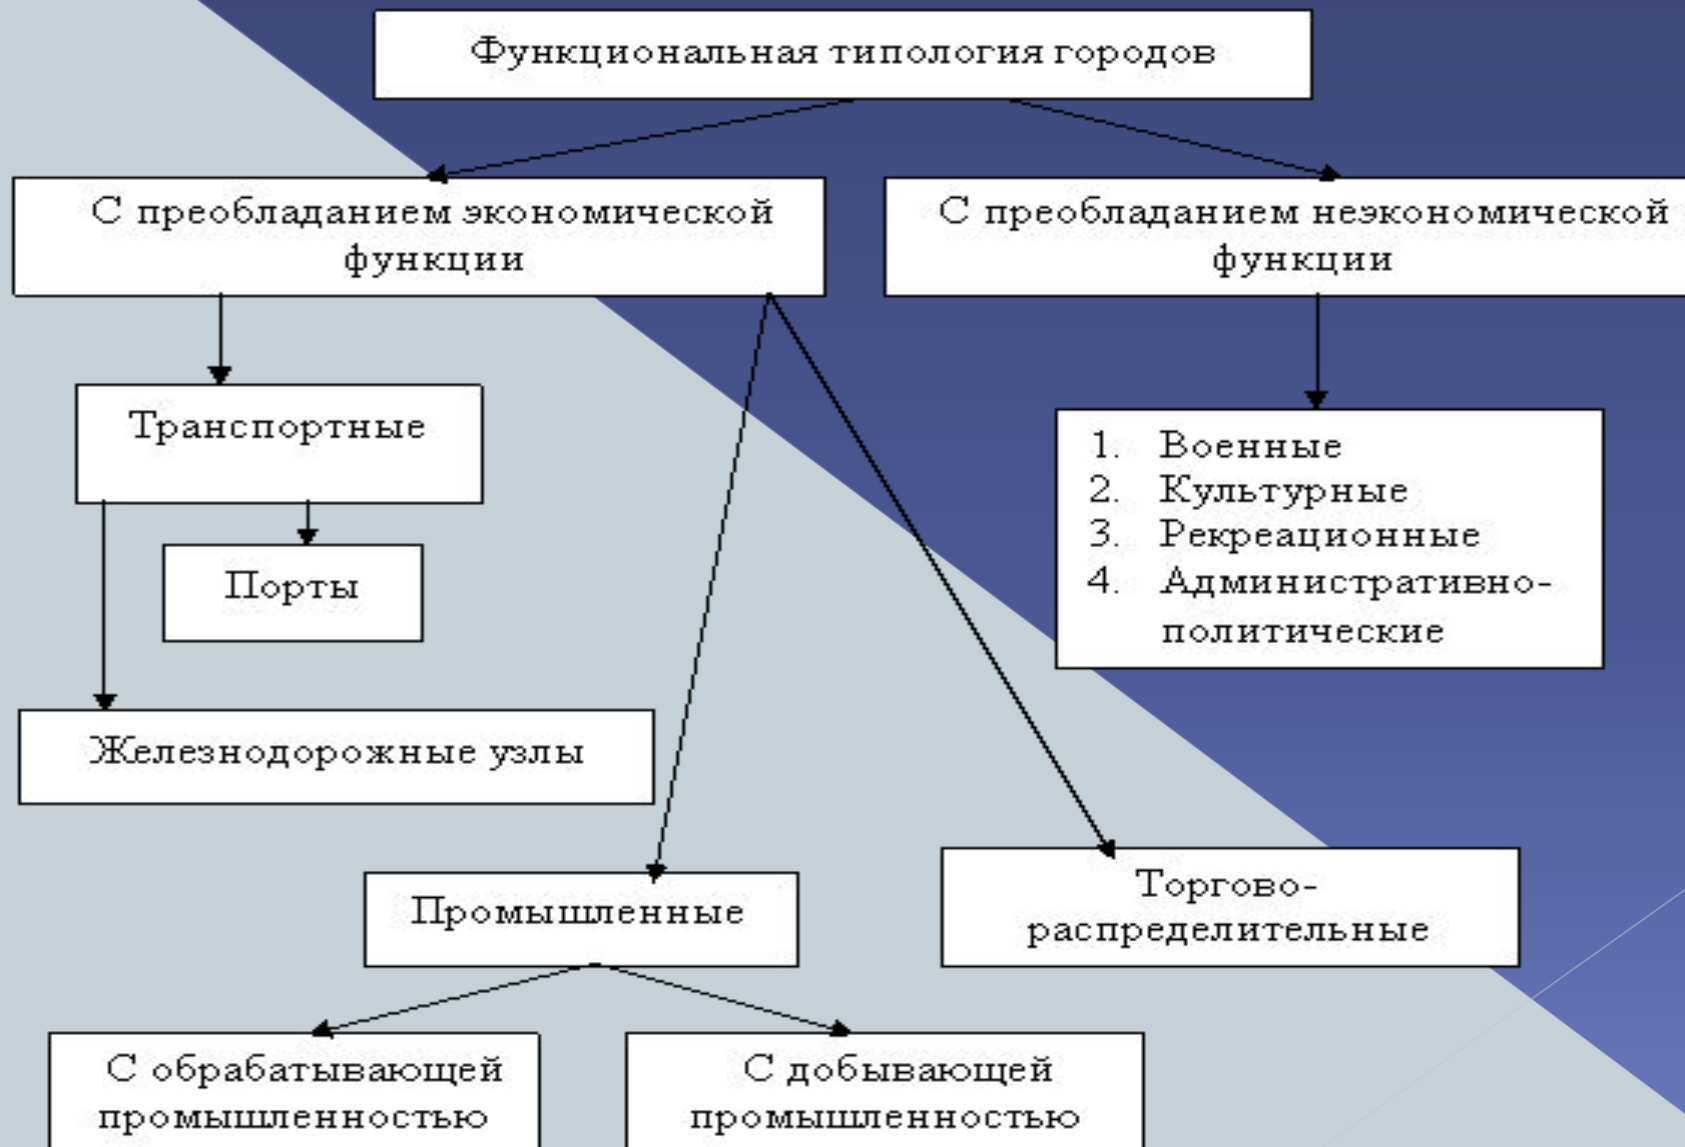 Функциональная типология городов
С преобладанием экономической
функции
С преобладанием неэкономической
функции
Транспортные
1. Военные
2. Культурные
3. Рекреационные
4. Административно-
политические
Порты
Железнодорожные узлы
Промышленные
Торгово-
распределительные
С обрабатывающей
промышленностью
С добывающей
промышленностью